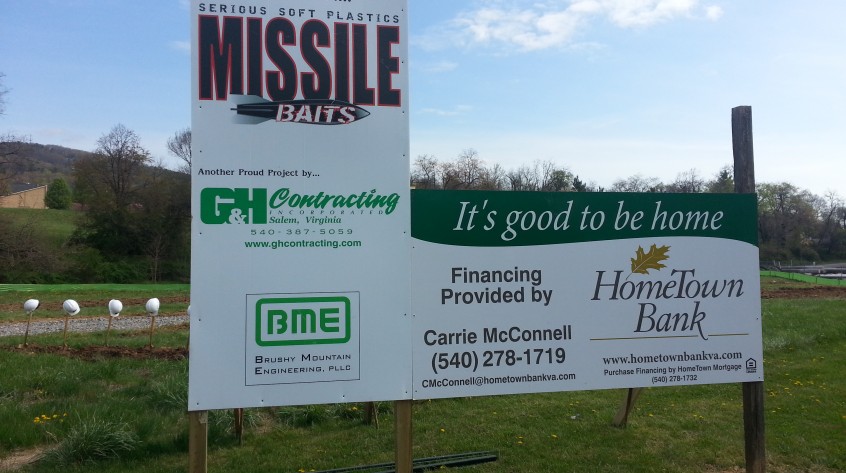 SERIOUS SOFT PLASTICS
MISSILE
BAITS
Another Proud Project by...
G&H Contracting
INCORPORATED
Salem, Virginia
540-387-5059
www.ghcontracting.com
BME
BRUSHY MOUNTAIN
ENGINEERING, PLLC
It's good to be home
Financing
Provided by
Carrie McConnell
(540) 278-1719
CMcConnell@hometownbankva.com
HOMETOWN
BANK
www.hometownbankva.com
Purchase Financing by HomeTown Mortgage
(540) 278-1732